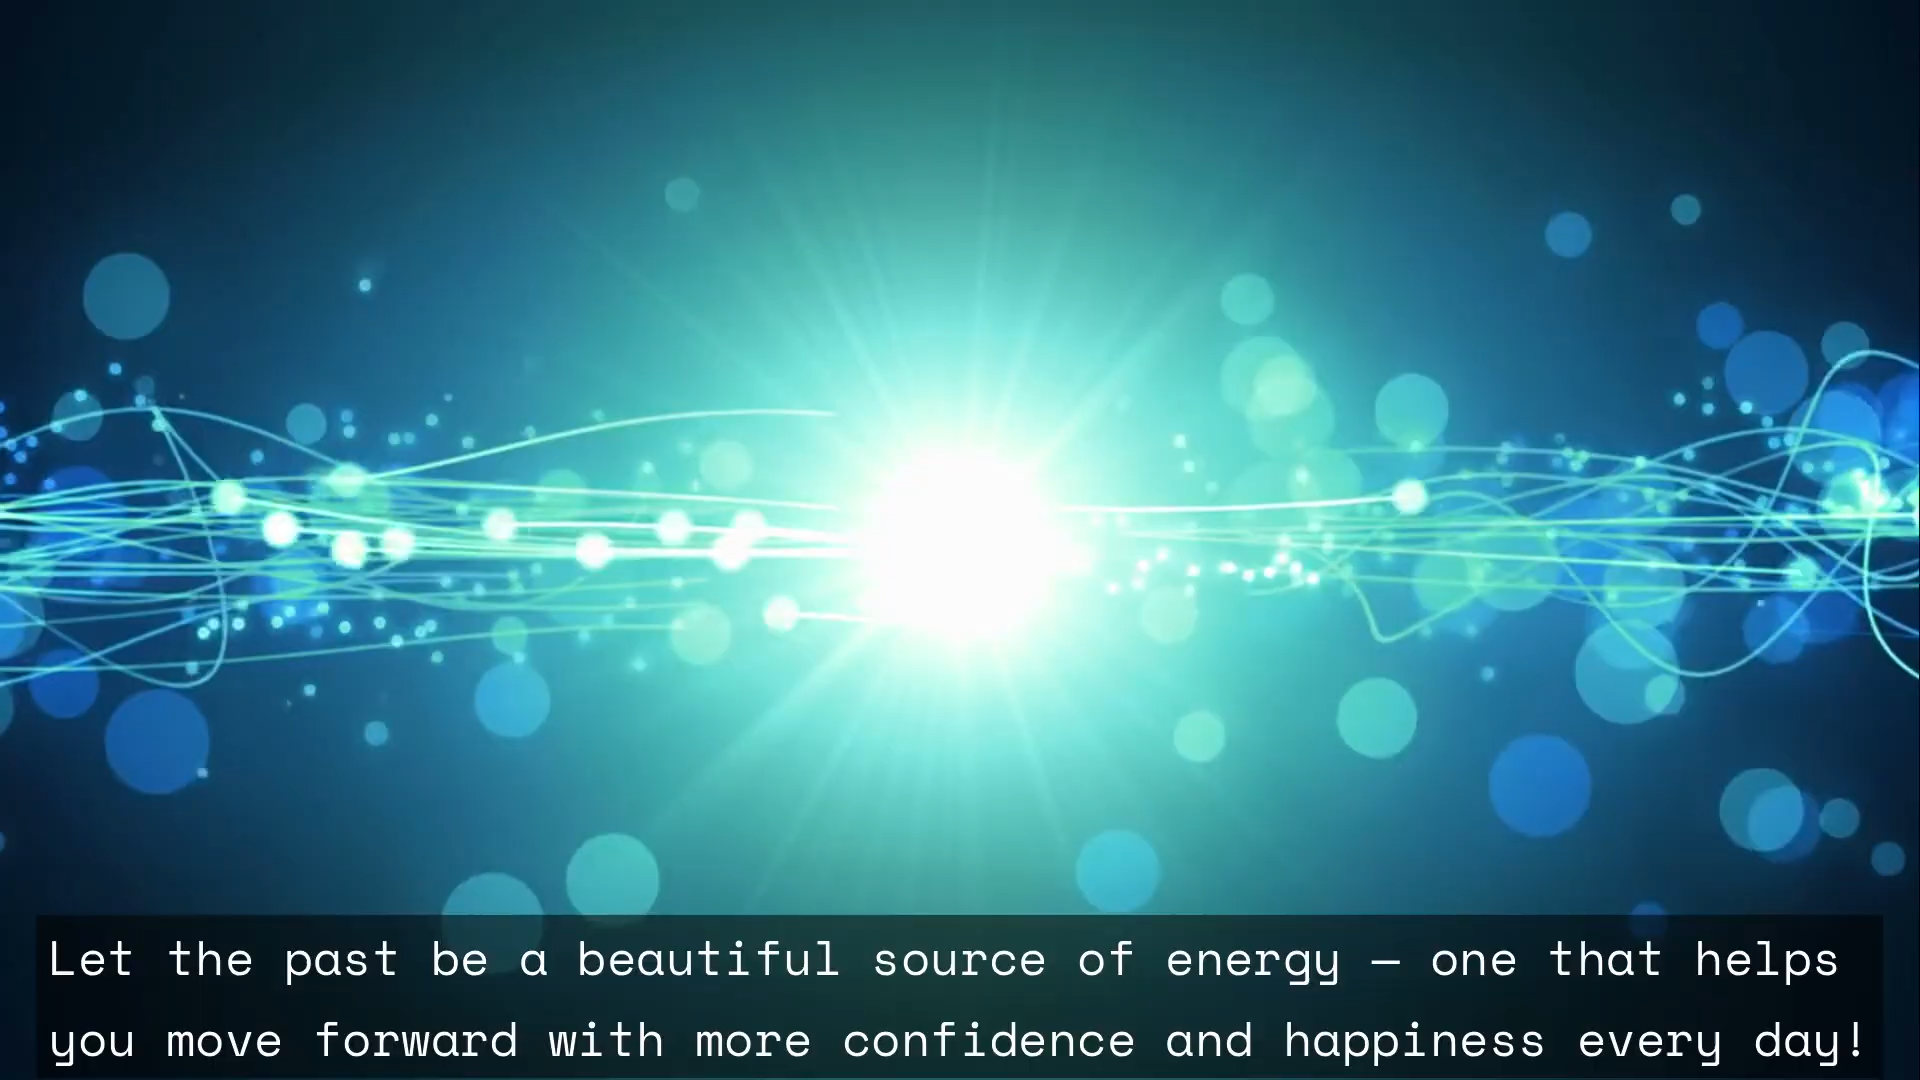 Let the past be a beautiful source of energy — one that helps
you move forward with more confidence and happiness every day!